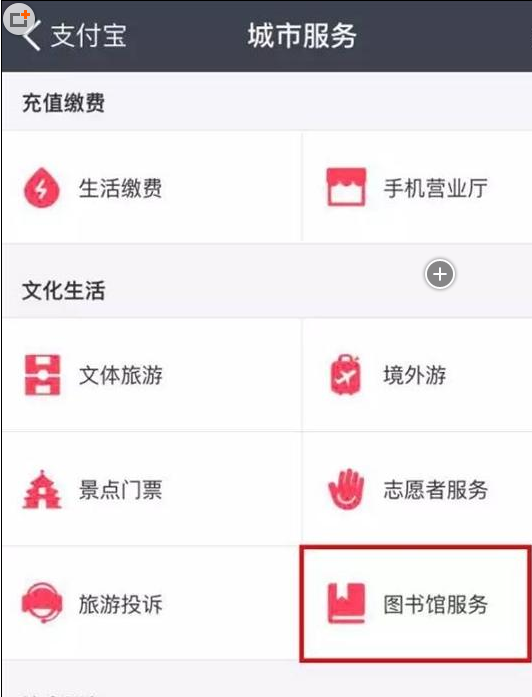 支付宝 城市服务
充值缴费
生活缴费 手机营业厅
文化生活
文体旅游 境外游
景点门票 志愿者服务
旅游投诉 图书馆服务